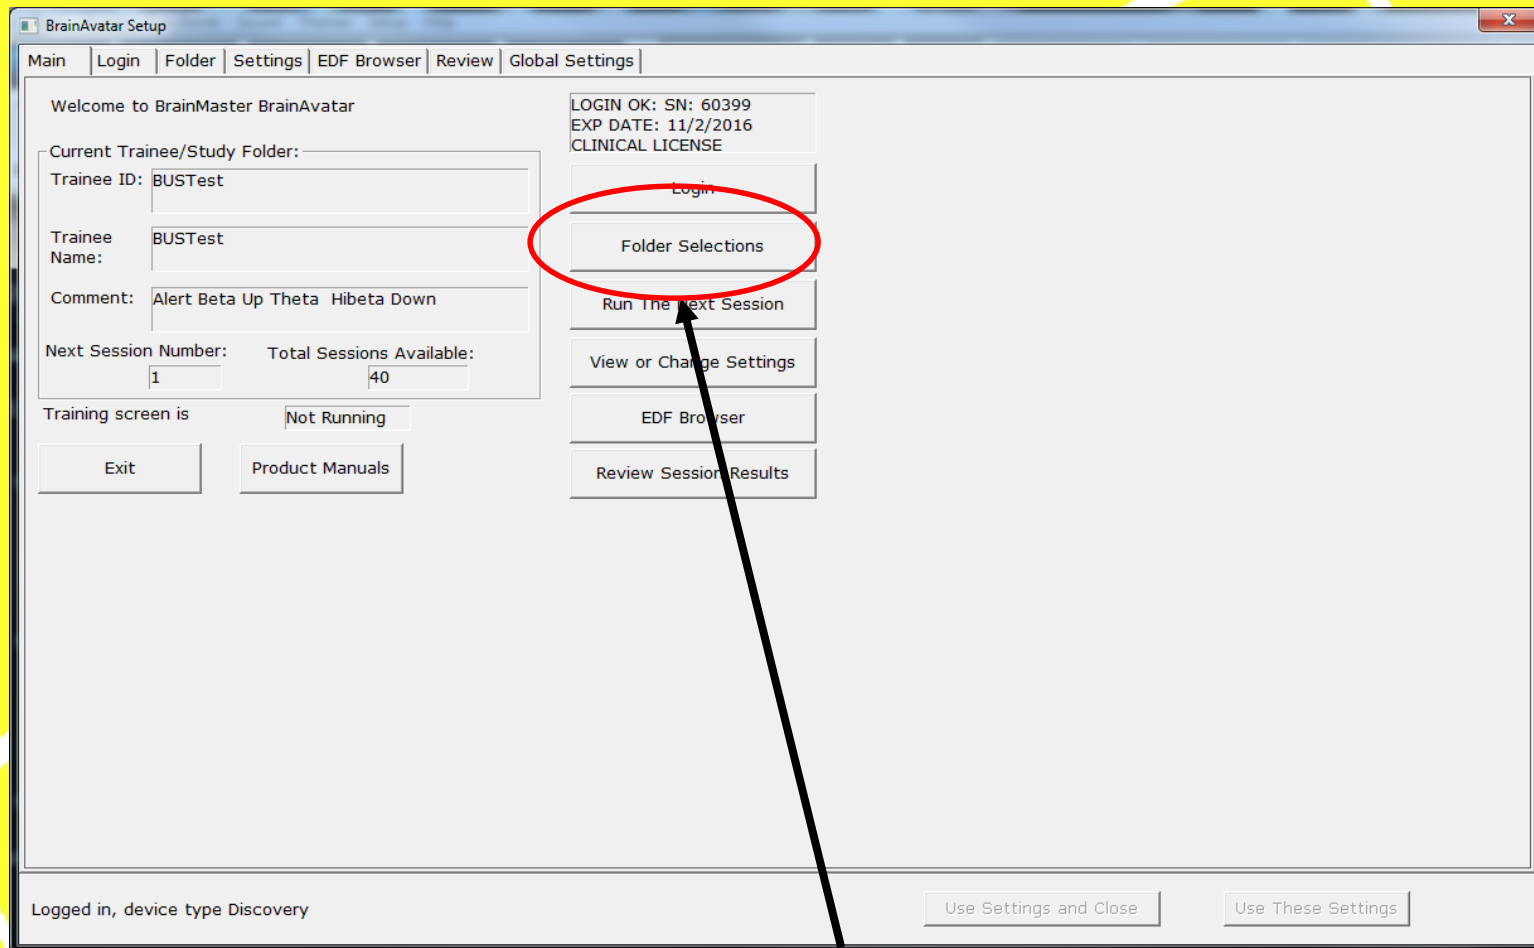 BrainAvatar Setup
Main Login Folder Settings EDF Browser Review Global Settings
Welcome to BrainMaster BrainAvatar
Current Trainee/Study Folder:
Trainee ID: BUSTest
Trainee Name: BUSTest
Comment: Alert Beta Up Theta  Hibeta Down
Next Session Number: 1
Total Sessions Available: 40
Training screen is Not Running
Exit Product Manuals
LOGIN OK: SN: 60399
EXP DATE: 11/2/2016
CLINICAL LICENSE
Login
Folder Selections
Run The Next Session
View or Change Settings
EDF Browser
Review Session Results
Logged in, device type Discovery
Use Settings and Close Use These Settings